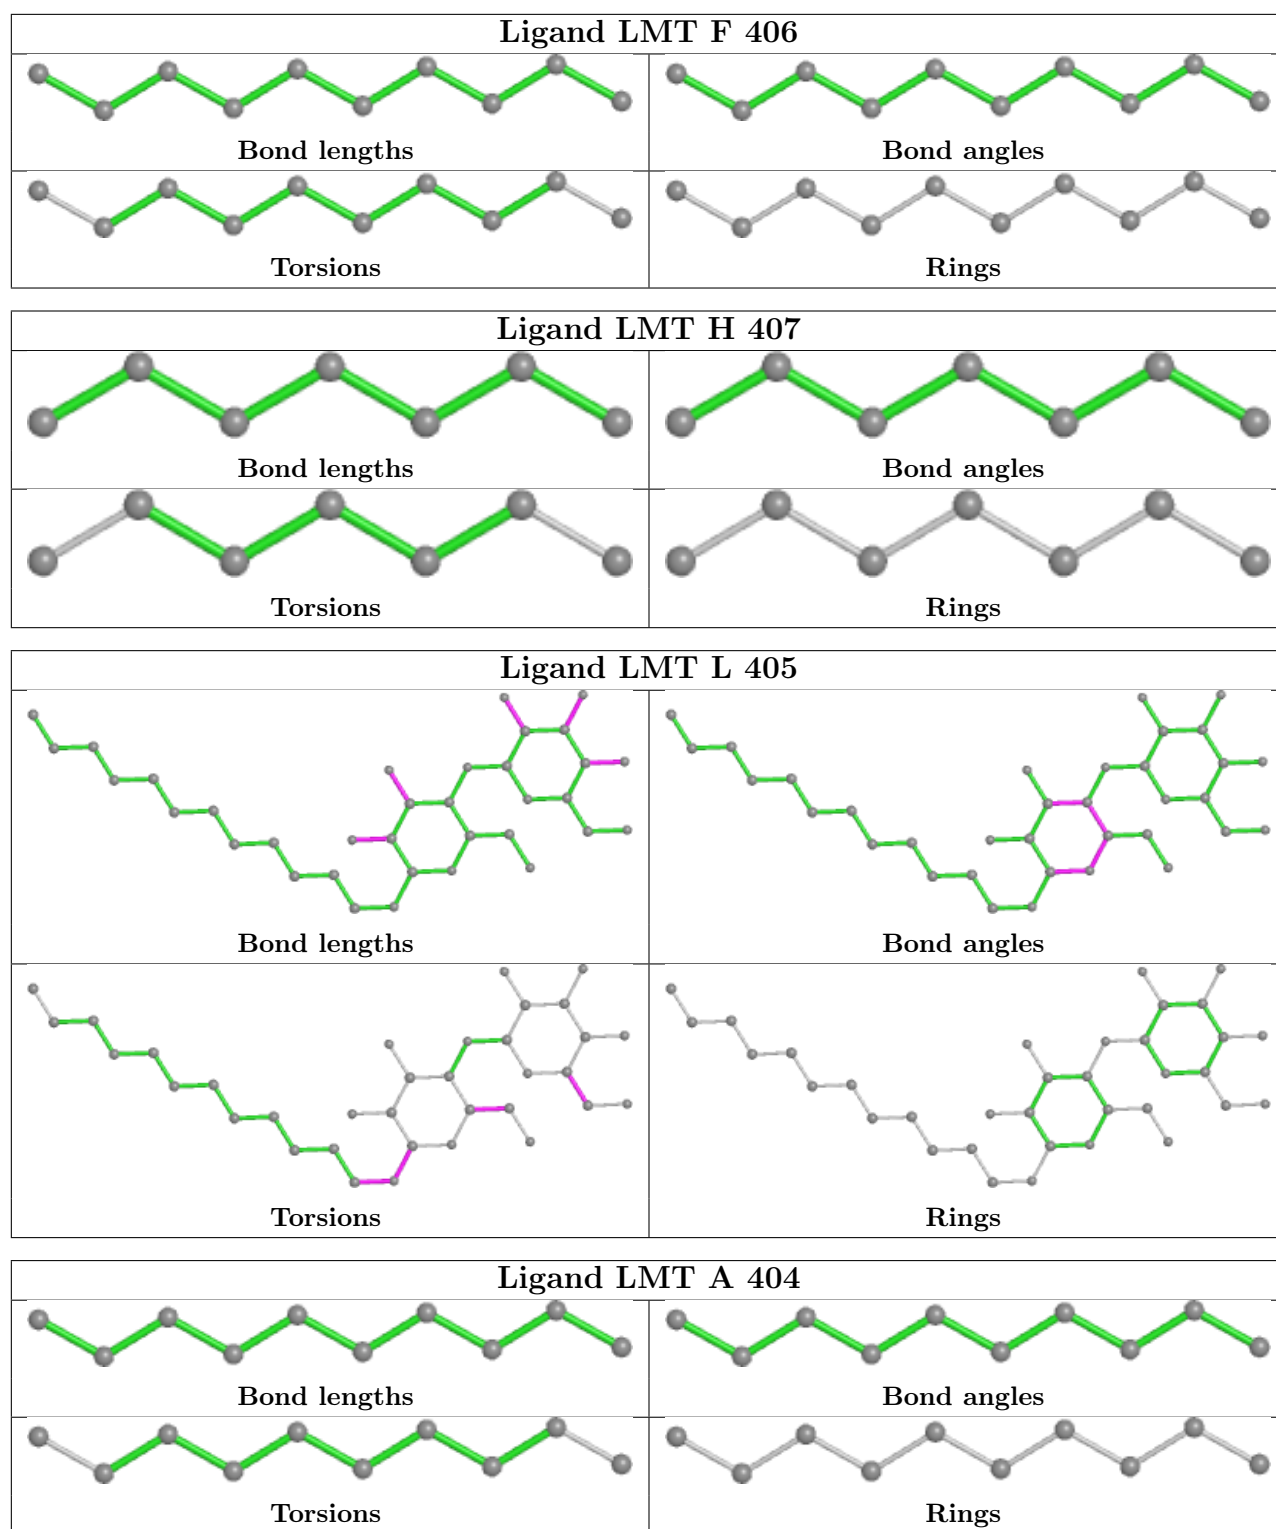 Ligand LMT F 406
Bond lengths
Bond angles
Torsions
Rings
Ligand LMT H 407
Bond lengths
Bond angles
Torsions
Rings
Ligand LMT L 405
Bond lengths
Bond angles
Torsions
Rings
Ligand LMT A 404
Bond lengths
Bond angles
Torsions
Rings